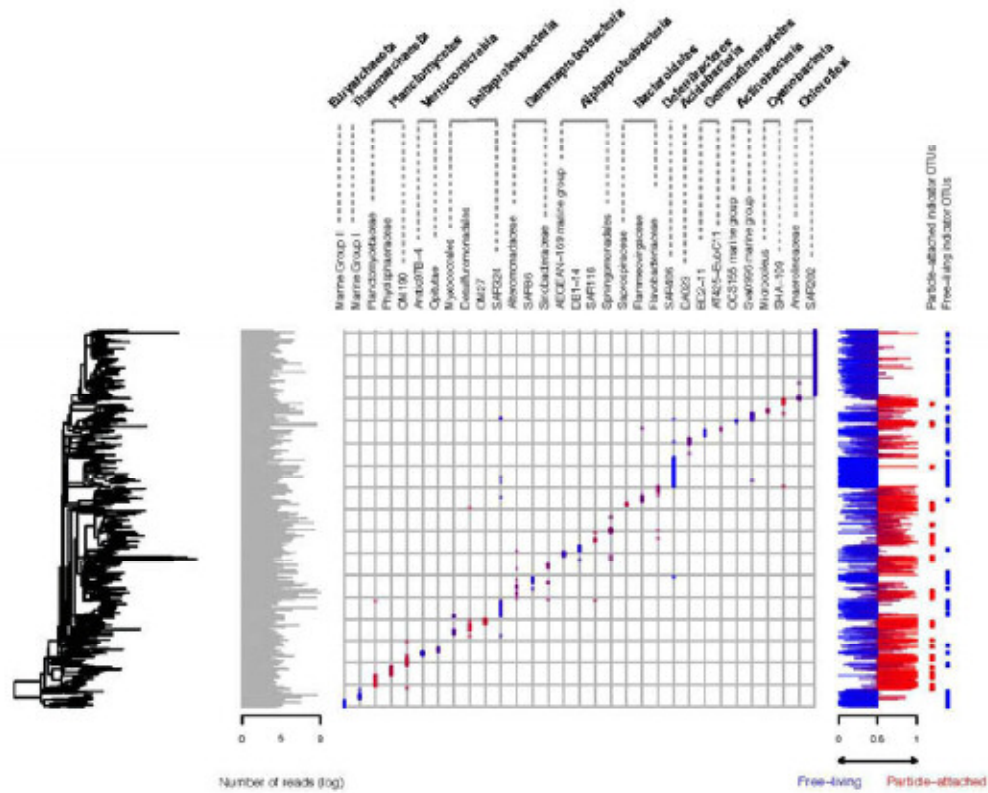 Euryarchaeota
Thaumarchaeota
Planctomycetes
Verrucomicrobia
Deltaproteobacteria
Gammaproteobacteria
Alphaproteobacteria
Bacteroidetes
Deferribacteres
Acidobacteria
Gemmatimonadetes
Actinobacteria
Cyanobacteria
Chloroflexi
Marine Group II
Marine Group I
Planctomycetaceae
Phycisphaeraceae
OM190
Arctic97B-4
Opitutae
Myxococcales
Desulfuromonadales
OM27
SAR324
Alteromonadaceae
SAR86
Sinobacteraceae
AEGEAN-169 marine group
DB1-14
SAR116
Sphingomonadales
Saprospiraceae
Flammeovirgaceae
Flavobacteriaceae
SAR406
BD2-11
AT425-EubC11
OCS155 marine group
Sva0996 marine group
Microcoleus
SHA-109
Anaerolineaceae
SAR202
Particle-attached indicator OTUs
Free-living indicator OTUs
0 5 9
Number of reads (log)
0 0.5 1
Free-living Particle-attached